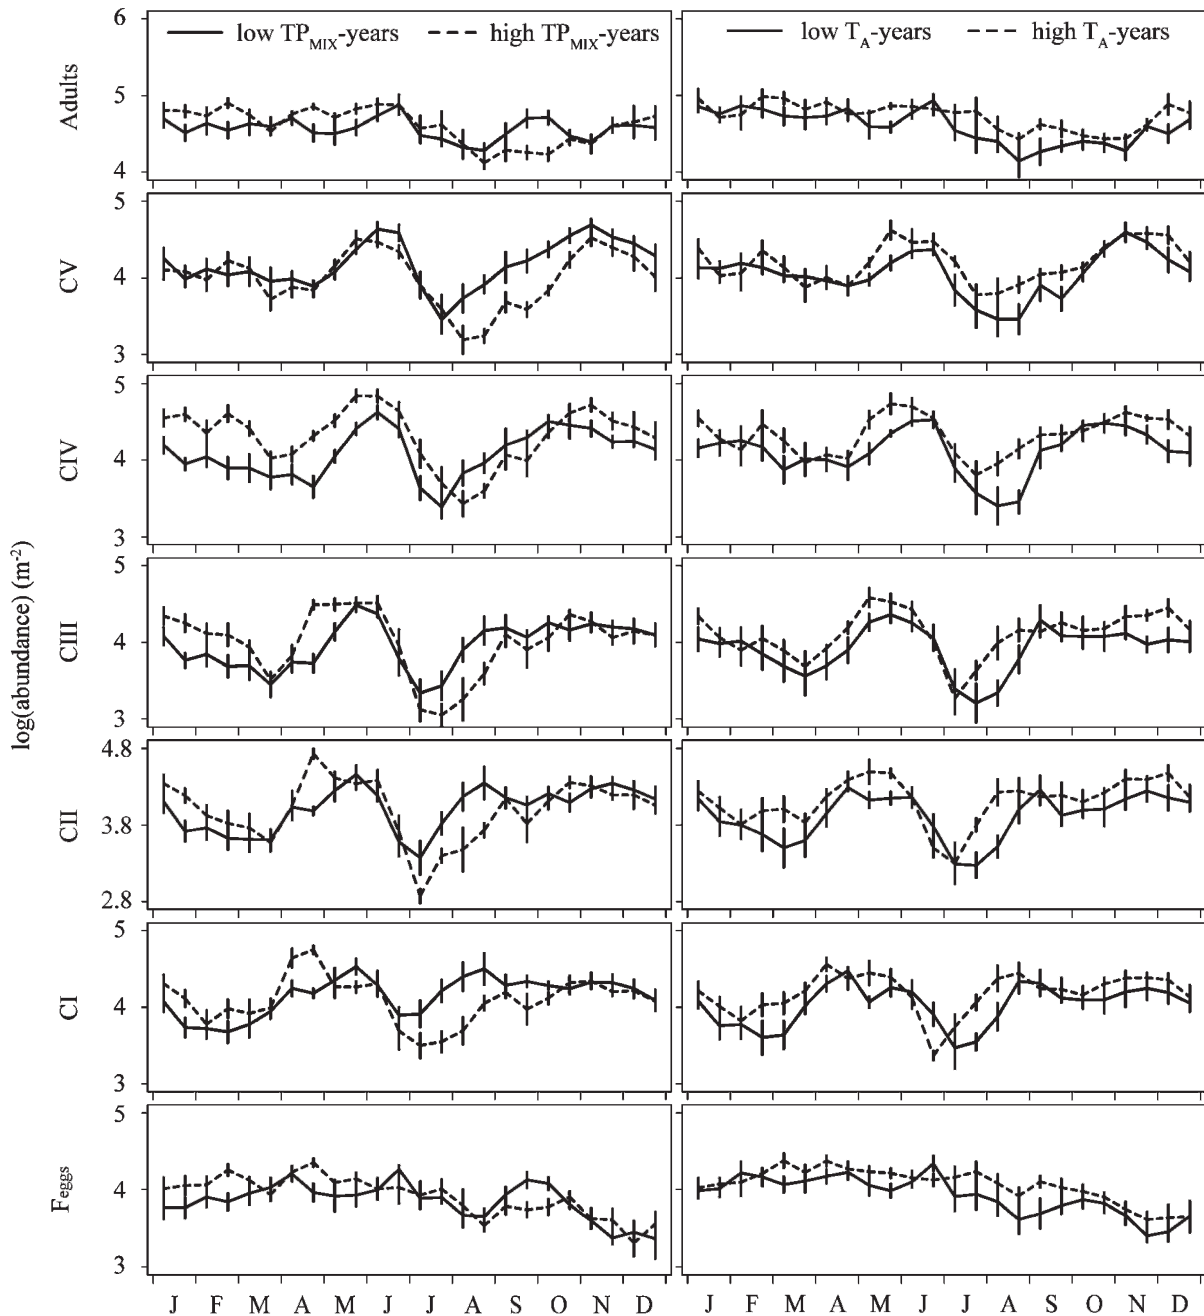 low TP_MIX-years high TP_MIX-years
low T_A-years high T_A-years
log(abundance) (m⁻²)
Adults
6
5
4
CV
5
4
3
CIV
5
4
3
CIII
5
4
3
CII
4.8
3.8
2.8
CI
5
4
3
Feggs
5
4
3
J F M A M J J A S O N D
J F M A M J J A S O N D